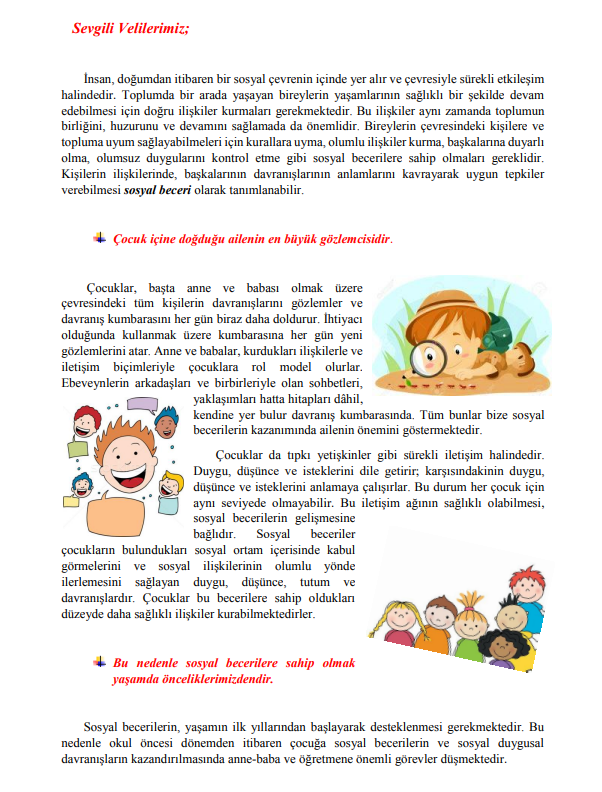 Sevgili Velilerimiz;
İnsan, doğumdan itibaren bir sosyal çevrenin içinde yer alır ve çevresiyle sürekli etkileşim
halindedir. Toplumda bir arada yaşayan bireylerin yaşamlarının sağlıklı bir şekilde devam
edebilmesi için doğru ilişkiler kurmaları gerekmektedir. Bu ilişkiler aynı zamanda toplumun
birliğini, huzurunu ve devamını sağlamada da önemlidir. Bireylerin çevresindeki kişilere ve
topluma uyum sağlayabilmeleri için kurallara uyma, olumlu ilişkiler kurma, başkalarına duyarlı
olma, olumsuz duygularını kontrol etme gibi sosyal becerilere sahip olmaları gereklidir.
Kişilerin ilişkilerinde, başkalarının davranışlarının anlamlarını kavrayarak uygun tepkiler
verebilmesi sosyal beceri olarak tanımlanabilir.
Çocuk içine doğduğu ailenin en büyük gözlemcisidir.
Çocuklar, başta anne ve babası olmak üzere
çevresindeki tüm kişilerin davranışlarını gözlemler ve
davranış kumbarasını her gün biraz daha doldurur. İhtiyacı
olduğunda kullanmak üzere kumbarasına her gün yeni
gözlemlerini atar. Anne ve babalar, kurdukları ilişkilerle ve
iletişim biçimleriyle çocuklara rol model olurlar.
Ebeveynlerin arkadaşları ve birbirleriyle olan sohbetleri,
yaklaşımları hatta hitapları dâhil,
kendine yer bulur davranış kumbarasında. Tüm bunlar bize sosyal
becerilerin kazanımında ailenin önemini göstermektedir.
Çocuklar da tıpkı yetişkinler gibi sürekli iletişim halindedir.
Duygu, düşünce ve isteklerini dile getirir; karşısındakinin duygu,
düşünce ve isteklerini anlamaya çalışırlar. Bu durum her çocuk için
aynı seviyede olmayabilir. Bu iletişim ağının sağlıklı olabilmesi,
sosyal becerilerin gelişmesine
bağlıdır. Sosyal beceriler
çocukların bulundukları sosyal ortam içerisinde kabul
görmelerini ve sosyal ilişkilerinin olumlu yönde
ilerlemesini sağlayan duygu, düşünce, tutum ve
davranışlardır. Çocuklar bu becerilere sahip oldukları
düzeyde daha sağlıklı ilişkiler kurabilmektedirler.
Bu nedenle sosyal becerilere sahip olmak
yaşamda önceliklerimizdendir.
Sosyal becerilerin, yaşamın ilk yıllarından başlayarak desteklenmesi gerekmektedir. Bu
nedenle okul öncesi dönemden itibaren çocuğa sosyal becerilerin ve sosyal duygusal
davranışların kazandırılmasında anne-baba ve öğretmene önemli görevler düşmektedir.